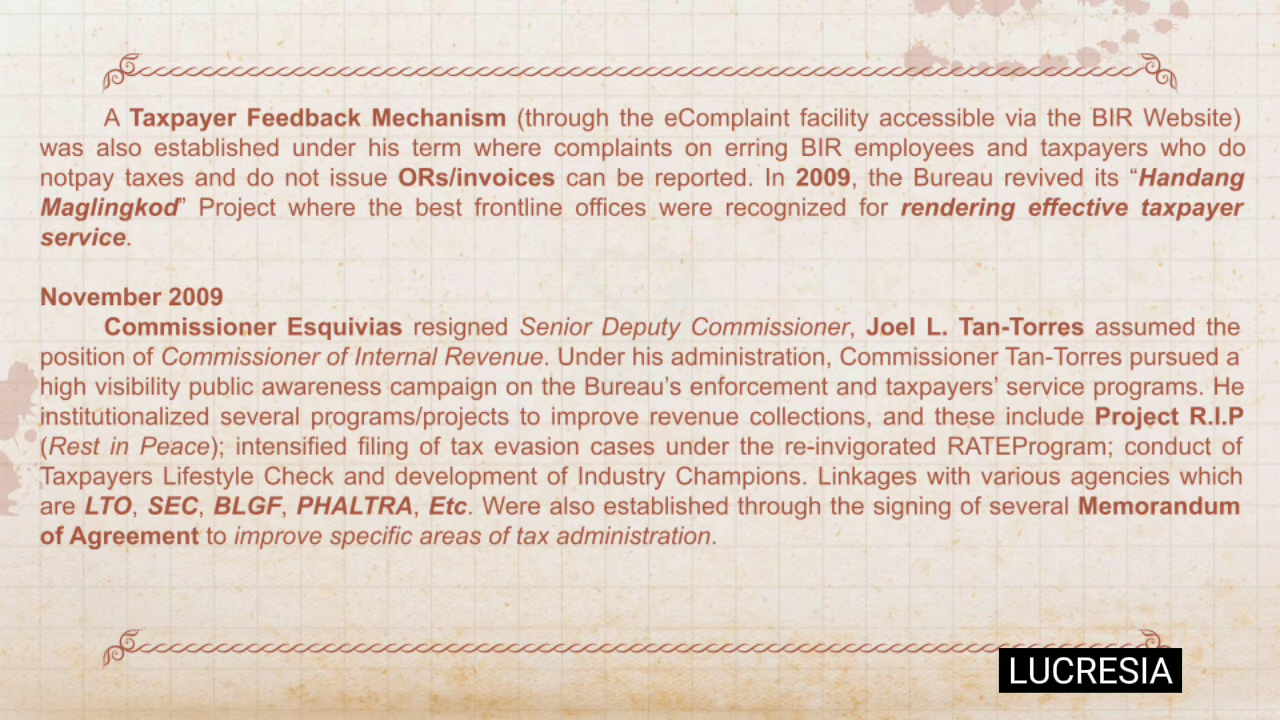 A Taxpayer Feedback Mechanism (through the eComplaint facility accessible via the BIR Website)
was also established under his term where complaints on erring BIR employees and taxpayers who do
notpay taxes and do not issue ORs/invoices can be reported. In 2009, the Bureau revived its “Handang
Maglingkod” Project where the best frontline offices were recognized for rendering effective taxpayer
service.
November 2009
Commissioner Esquivias resigned Senior Deputy Commissioner, Joel L. Tan-Torres assumed the
position of Commissioner of Internal Revenue. Under his administration, Commissioner Tan-Torres pursued a
high visibility public awareness campaign on the Bureau’s enforcement and taxpayers’ service programs. He
institutionalized several programs/projects to improve revenue collections, and these include Project R.I.P
(Rest in Peace); intensified filing of tax evasion cases under the re-invigorated RATEProgram; conduct of
Taxpayers Lifestyle Check and development of Industry Champions. Linkages with various agencies which
are LTO, SEC, BLGF, PHALTRA, Etc. Were also established through the signing of several Memorandum
of Agreement to improve specific areas of tax administration.
LUCRESIA